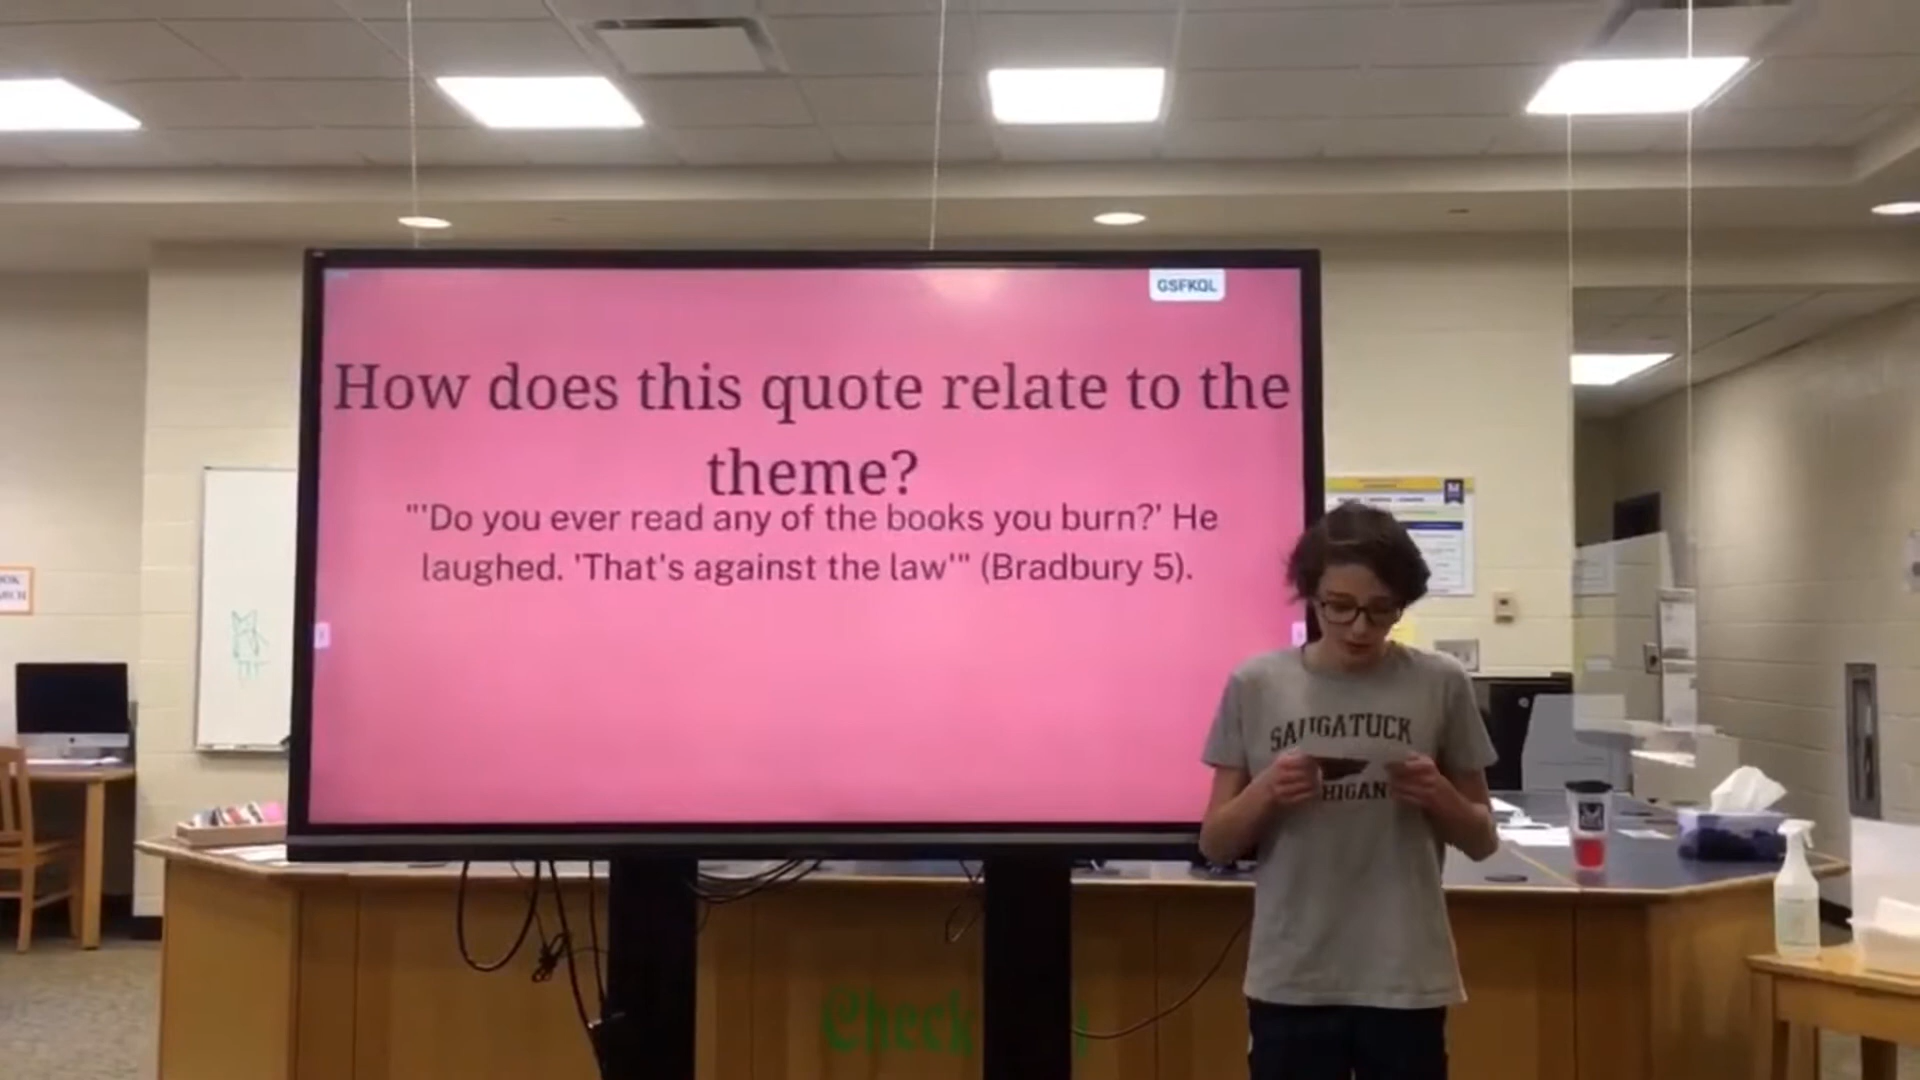 GSFKQL
How does this quote relate to the
theme?
"'Do you ever read any of the books you burn?' He
laughed. 'That's against the law'" (Bradbury 5).
SAUGATUCK
HIGAN
Check